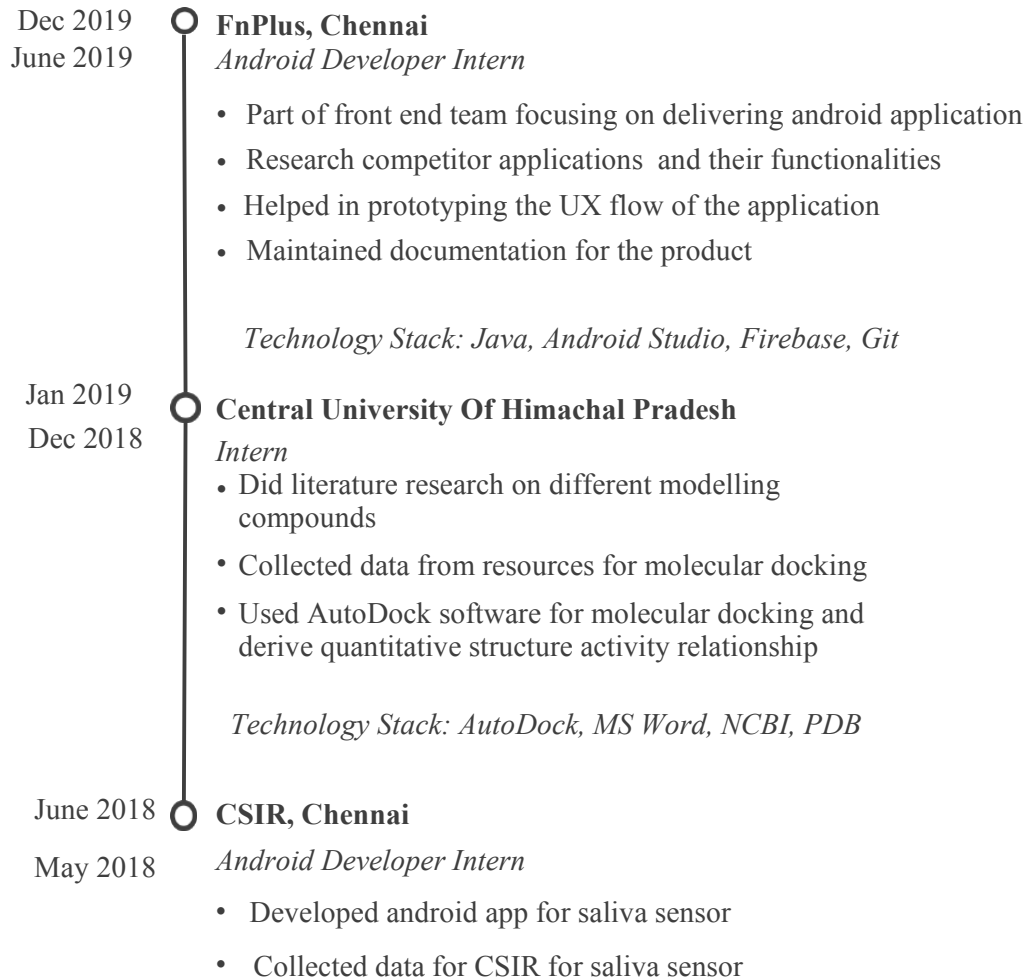 Dec 2019
June 2019
FnPlus, Chennai
Android Developer Intern
• Part of front end team focusing on delivering android application
• Research competitor applications and their functionalities
• Helped in prototyping the UX flow of the application
• Maintained documentation for the product
Technology Stack: Java, Android Studio, Firebase, Git
Jan 2019
Dec 2018
Central University Of Himachal Pradesh
Intern
• Did literature research on different modelling
compounds
• Collected data from resources for molecular docking
• Used AutoDock software for molecular docking and
derive quantitative structure activity relationship
Technology Stack: AutoDock, MS Word, NCBI, PDB
June 2018
May 2018
CSIR, Chennai
Android Developer Intern
• Developed android app for saliva sensor
• Collected data for CSIR for saliva sensor